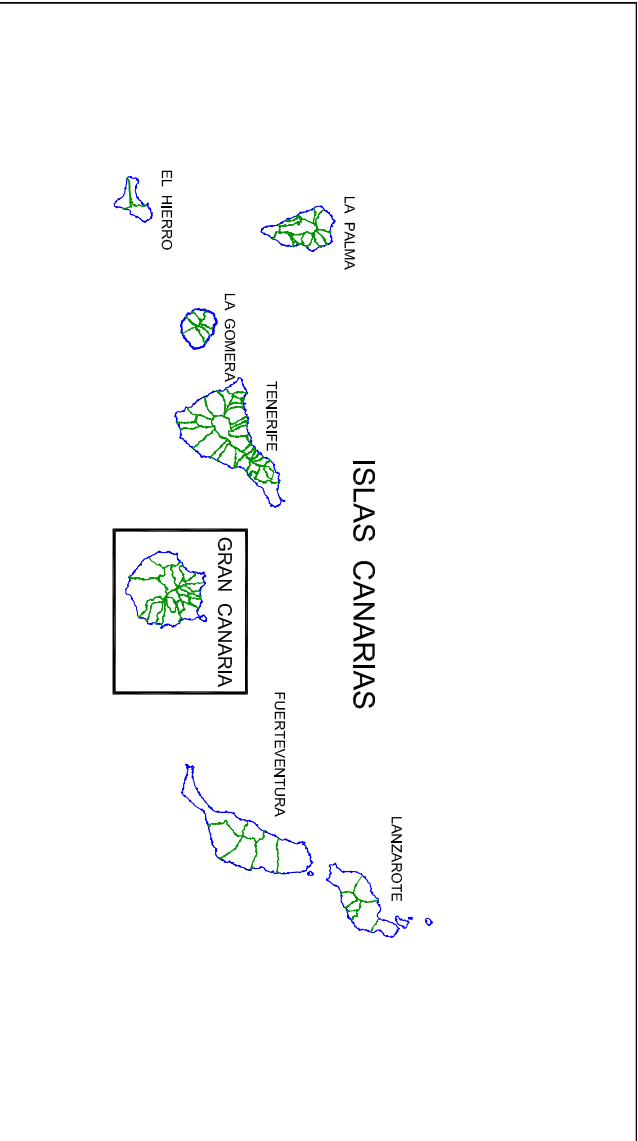 ISLAS CANARIAS
LANZAROTE
LA PALMA
FUERTEVENTURA
TENERIFE
LA GOMERA
GRAN CANARIA
EL HIERRO